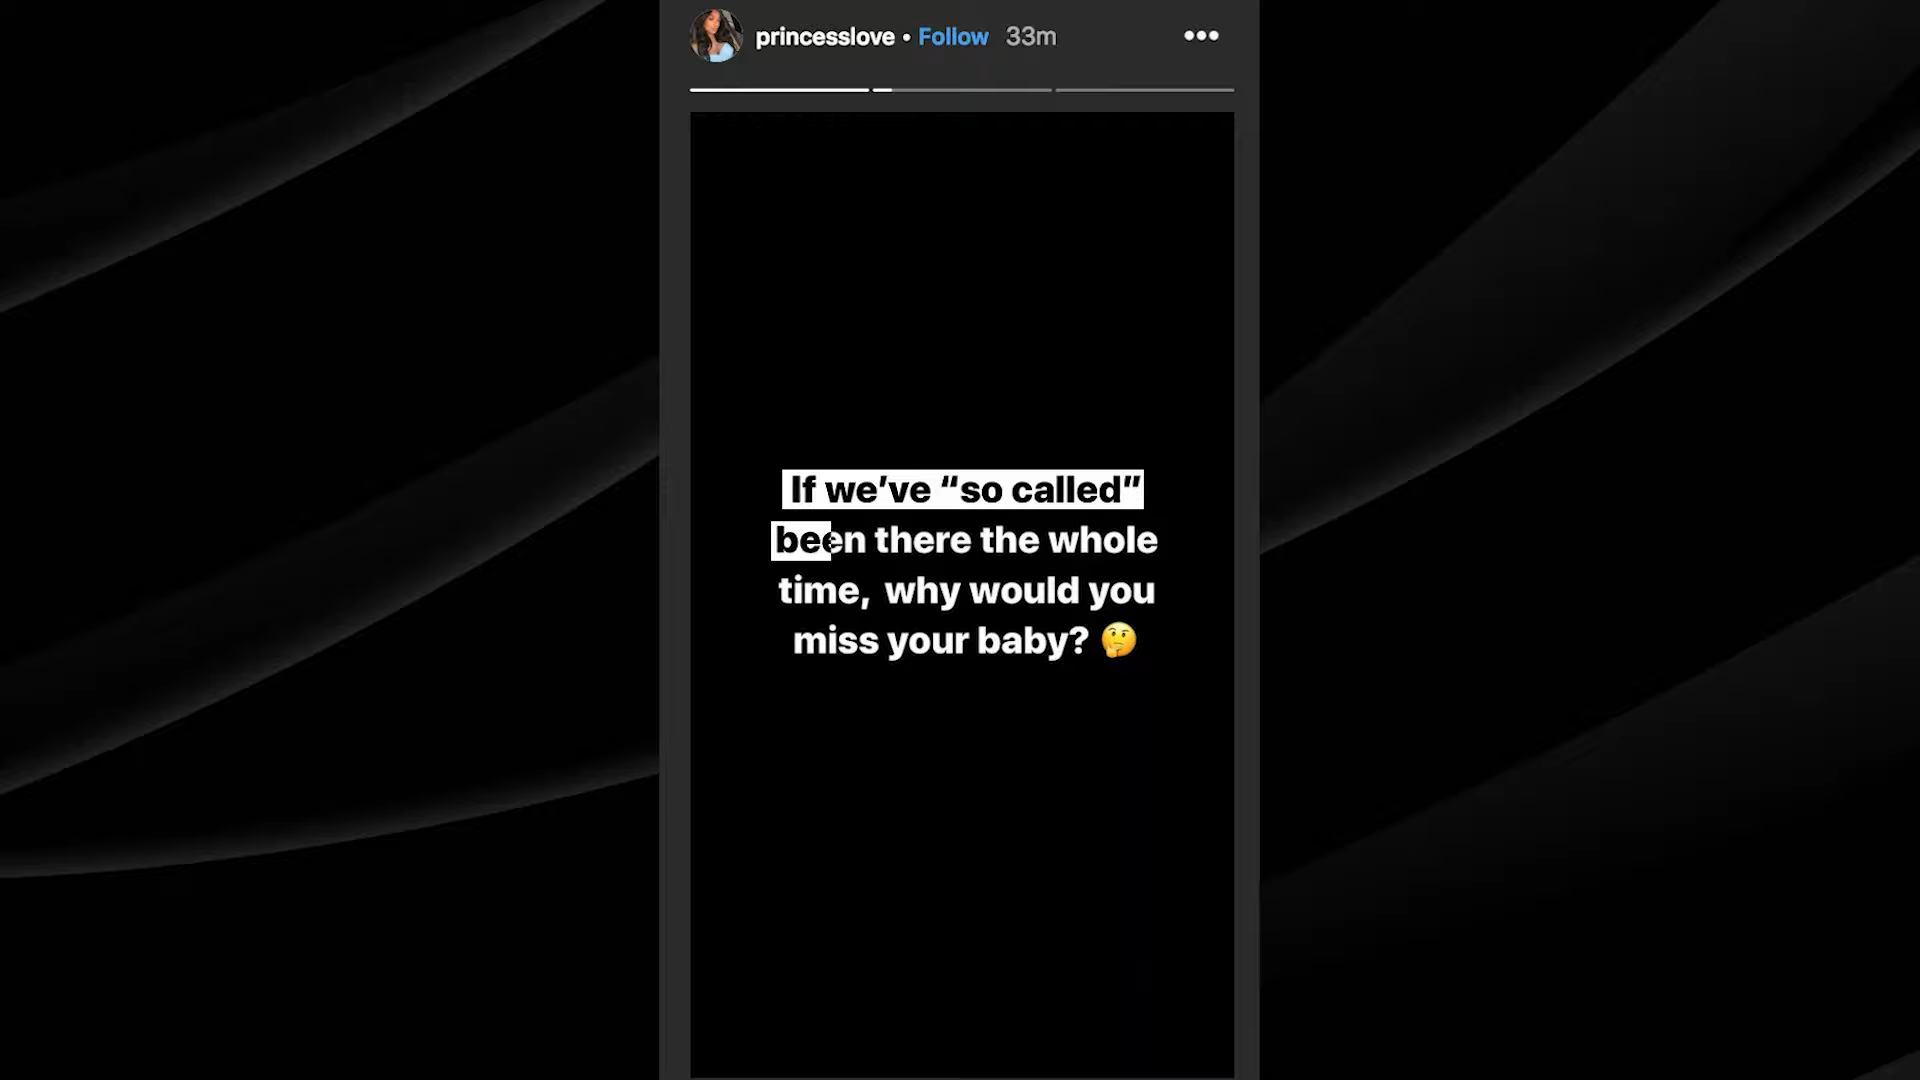 princesslove • Follow 33m
If we’ve “so called”
been there the whole
time, why would you
miss your baby? 🤔